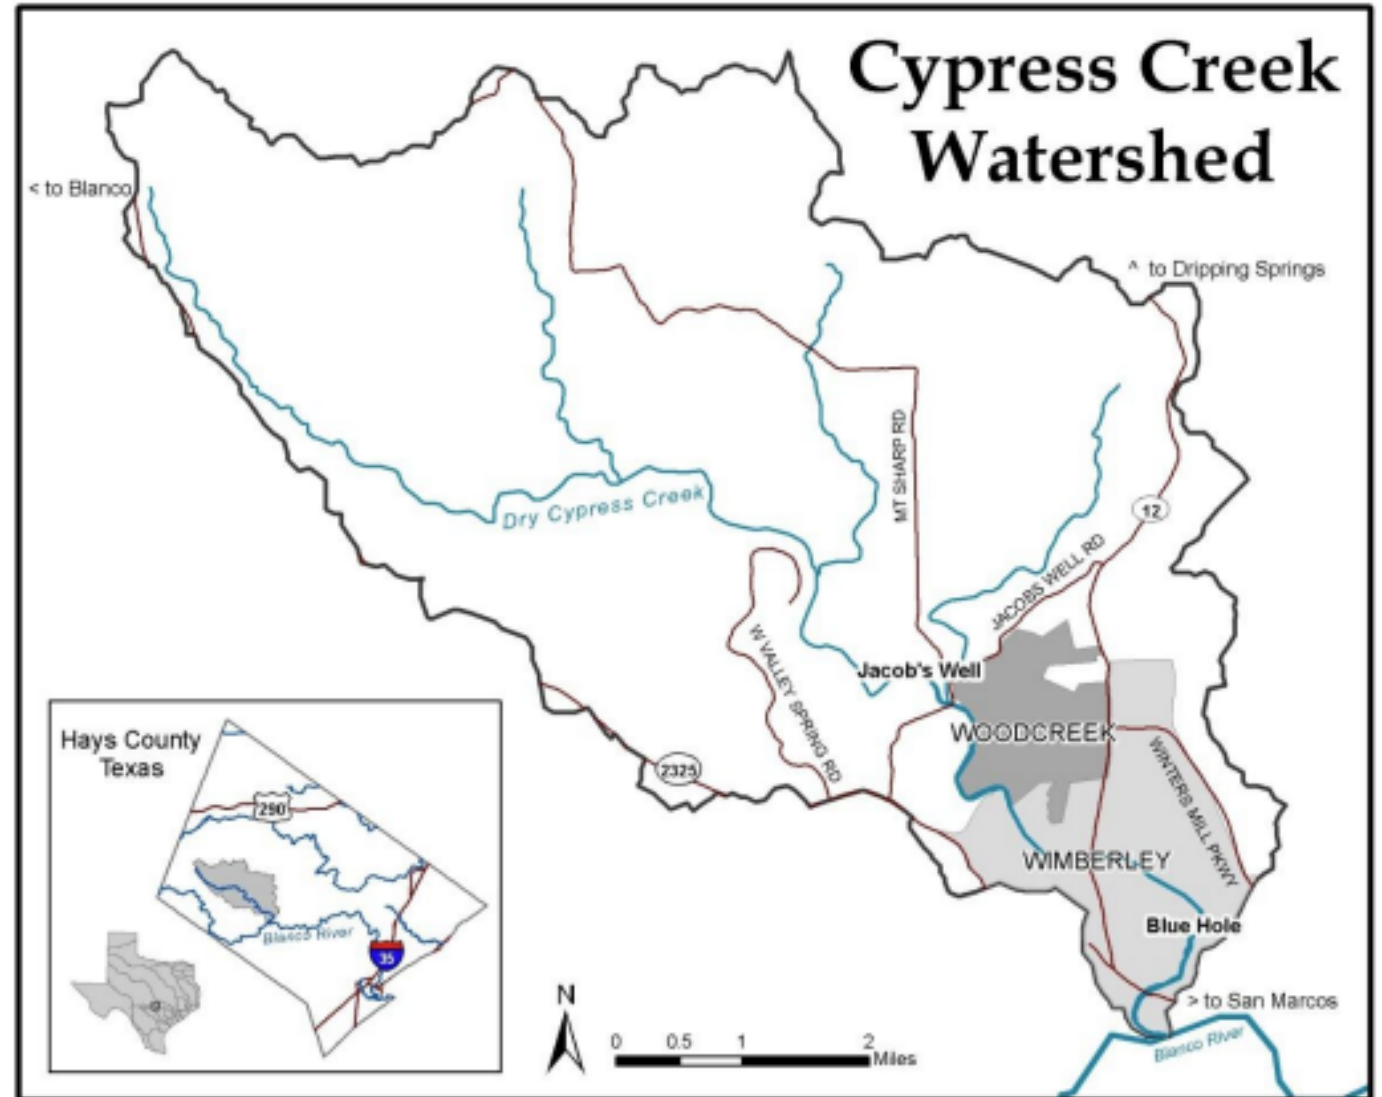 Cypress Creek
Watershed
< to Blanco
^ to Dripping Springs
MT SHARP RD
Dry Cypress Creek
12
JACOBS WELL RD
W VALLEY SPRING RD
Jacob's Well
WOODCREEK
2325
WINTERS MILL PKWY
WIMBERLEY
Blue Hole
> to San Marcos
Blanco River
Hays County
Texas
290
Blanco River
35
N
0 0.5 1 2
Miles